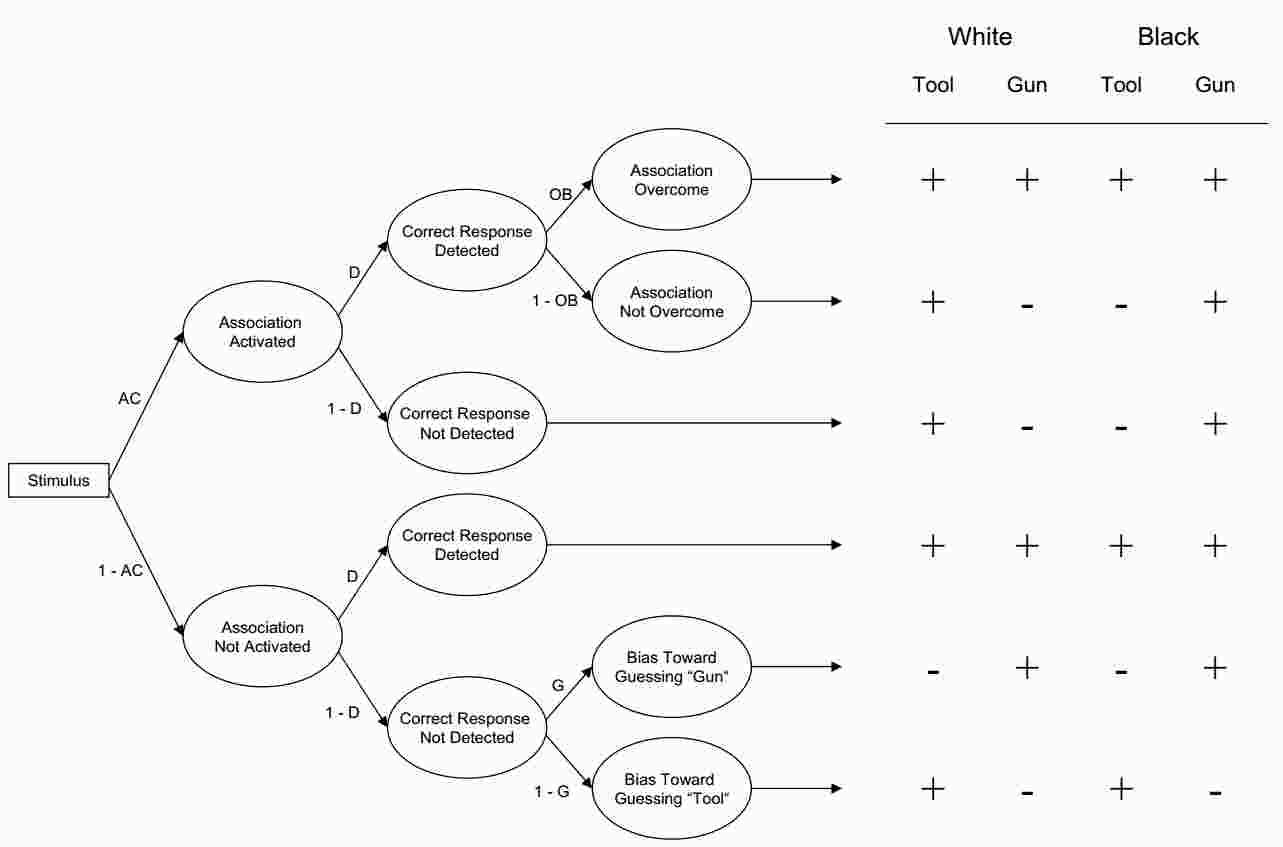 White Black
Tool Gun Tool Gun
Association
Overcome
+ + + +
OB
Correct Response
Detected
D
1 - OB
Association
Not Overcome
+ - - +
Association
Activated
AC
1 - D
Correct Response
Not Detected
+ - - +
Stimulus
Correct Response
Detected
+ + + +
1 - AC
D
Association
Not Activated
Bias Toward
Guessing “Gun“
- + - +
G
1 - D
Correct Response
Not Detected
1 - G
Bias Toward
Guessing “Tool“
+ - + -